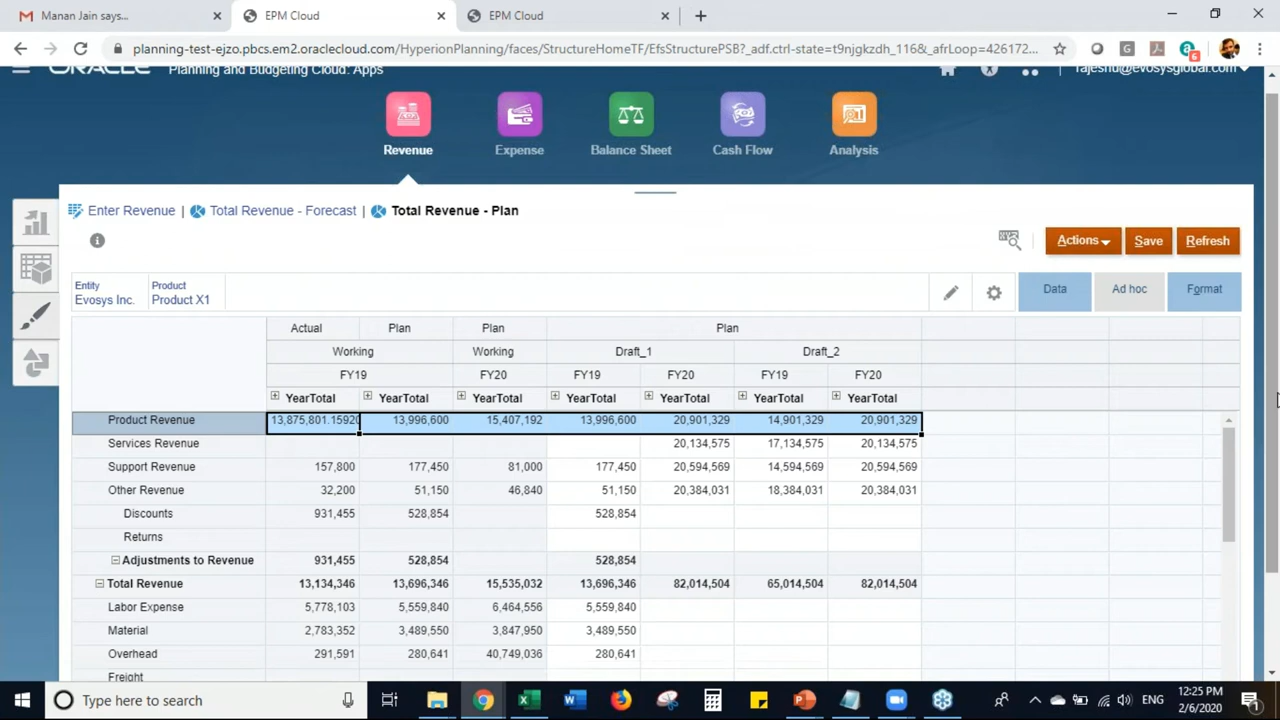 Manan Jain says...
EPM Cloud
EPM Cloud
planning-test-ejzo.pbcs.em2.oraclecloud.com/HyperionPlanning/faces/StructureHomeTF/EfsStructurePSB?_adf.ctrl-state=t9njgkzdh_116&_afrLoop=426172...
ORACLE
Planning and Budgeting Cloud: Apps
rajeshu@evosysglobal.com
Revenue
Expense
Balance Sheet
Cash Flow
Analysis
Enter Revenue | Total Revenue - Forecast | Total Revenue - Plan
Actions Save Refresh
Entity Product
Evosys Inc. Product X1
Data Ad hoc Format
Actual Plan Plan Plan
Working Working Draft_1 Draft_2
FY19 FY20 FY19 FY20 FY19 FY20
YearTotal YearTotal YearTotal YearTotal YearTotal YearTotal YearTotal
Product Revenue 13,875,801.15920 13,996,600 15,407,192 13,996,600 20,901,329 14,901,329 20,901,329
Services Revenue 20,134,575 17,134,575 20,134,575
Support Revenue 157,800 177,450 81,000 177,450 20,594,569 14,594,569 20,594,569
Other Revenue 32,200 51,150 46,840 51,150 20,384,031 18,384,031 20,384,031
Discounts 931,455 528,854 528,854
Returns
Adjustments to Revenue 931,455 528,854 528,854
Total Revenue 13,134,346 13,696,346 15,535,032 13,696,346 82,014,504 65,014,504 82,014,504
Labor Expense 5,778,103 5,559,840 6,464,556 5,559,840
Material 2,783,352 3,489,550 3,847,950 3,489,550
Overhead 291,591 280,641 40,749,036 280,641
Freight
Type here to search
ENG
12:25 PM
2/6/2020